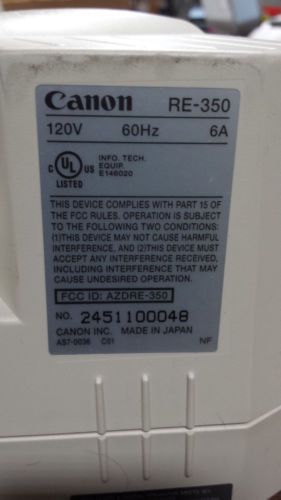 Canon RE-350
120V 60Hz 6A
C UL US
LISTED
INFO. TECH.
EQUIP.
E146020
THIS DEVICE COMPLIES WITH PART 15 OF
THE FCC RULES. OPERATION IS SUBJECT
TO THE FOLLOWING TWO CONDITIONS:
(1)THIS DEVICE MAY NOT CAUSE HARMFUL
INTERFERENCE, AND (2)THIS DEVICE MUST
ACCEPT ANY INTERFERENCE RECEIVED,
INCLUDING INTERFERENCE THAT MAY
CAUSE UNDESIRED OPERATION.
FCC ID: AZDRE-350
NO. 2451100048
CANON INC. MADE IN JAPAN
AS7-0036 C01 NF